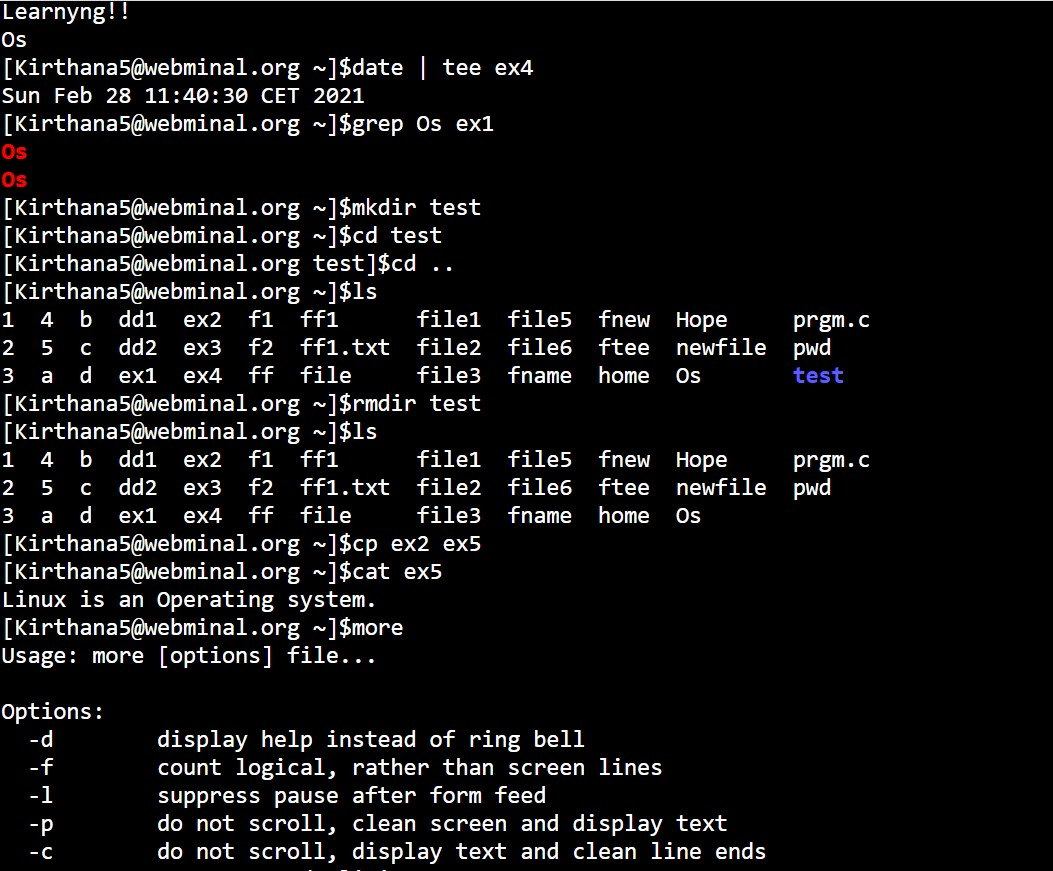 Learnyng!!
Os
[Kirthana5@webminal.org ~]$date | tee ex4
Sun Feb 28 11:40:30 CET 2021
[Kirthana5@webminal.org ~]$grep Os ex1
Os
Os
[Kirthana5@webminal.org ~]$mkdir test
[Kirthana5@webminal.org ~]$cd test
[Kirthana5@webminal.org test]$cd ..
[Kirthana5@webminal.org ~]$ls
1  4  b  dd1  ex2  f1  ff1      file1  file5  fnew   Hope     prgm.c
2  5  c  dd2  ex3  f2  ff1.txt  file2  file6  ftee   newfile  pwd
3  a  d  ex1  ex4  ff  file     file3  fname  home   Os       test
[Kirthana5@webminal.org ~]$rmdir test
[Kirthana5@webminal.org ~]$ls
1  4  b  dd1  ex2  f1  ff1      file1  file5  fnew   Hope     prgm.c
2  5  c  dd2  ex3  f2  ff1.txt  file2  file6  ftee   newfile  pwd
3  a  d  ex1  ex4  ff  file     file3  fname  home   Os
[Kirthana5@webminal.org ~]$cp ex2 ex5
[Kirthana5@webminal.org ~]$cat ex5
Linux is an Operating system.
[Kirthana5@webminal.org ~]$more
Usage: more [options] file...
Options:
  -d        display help instead of ring bell
  -f        count logical, rather than screen lines
  -l        suppress pause after form feed
  -p        do not scroll, clean screen and display text
  -c        do not scroll, display text and clean line ends